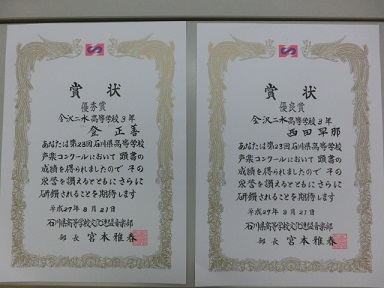 賞状
優秀賞
金沢二水高等学校3年
登 正善
あなたは第28回石川県高等学校
声楽コンクールにおいて頭書の
成績を得られましたので その
栄誉を讃えるとともにさらに
研鑽されることを期待します
平成27年8月21日
石川県高等学校文化連盟音楽部
部長 宮本雅春
賞状
優良賞
金沢二水高等学校3年
西田早那
あなたは第28回石川県高等学校
声楽コンクールにおいて頭書の
成績を得られましたので その
栄誉を讃えるとともにさらに
研鑽されることを期待します
平成27年8月21日
石川県高等学校文化連盟音楽部
部長 宮本雅春